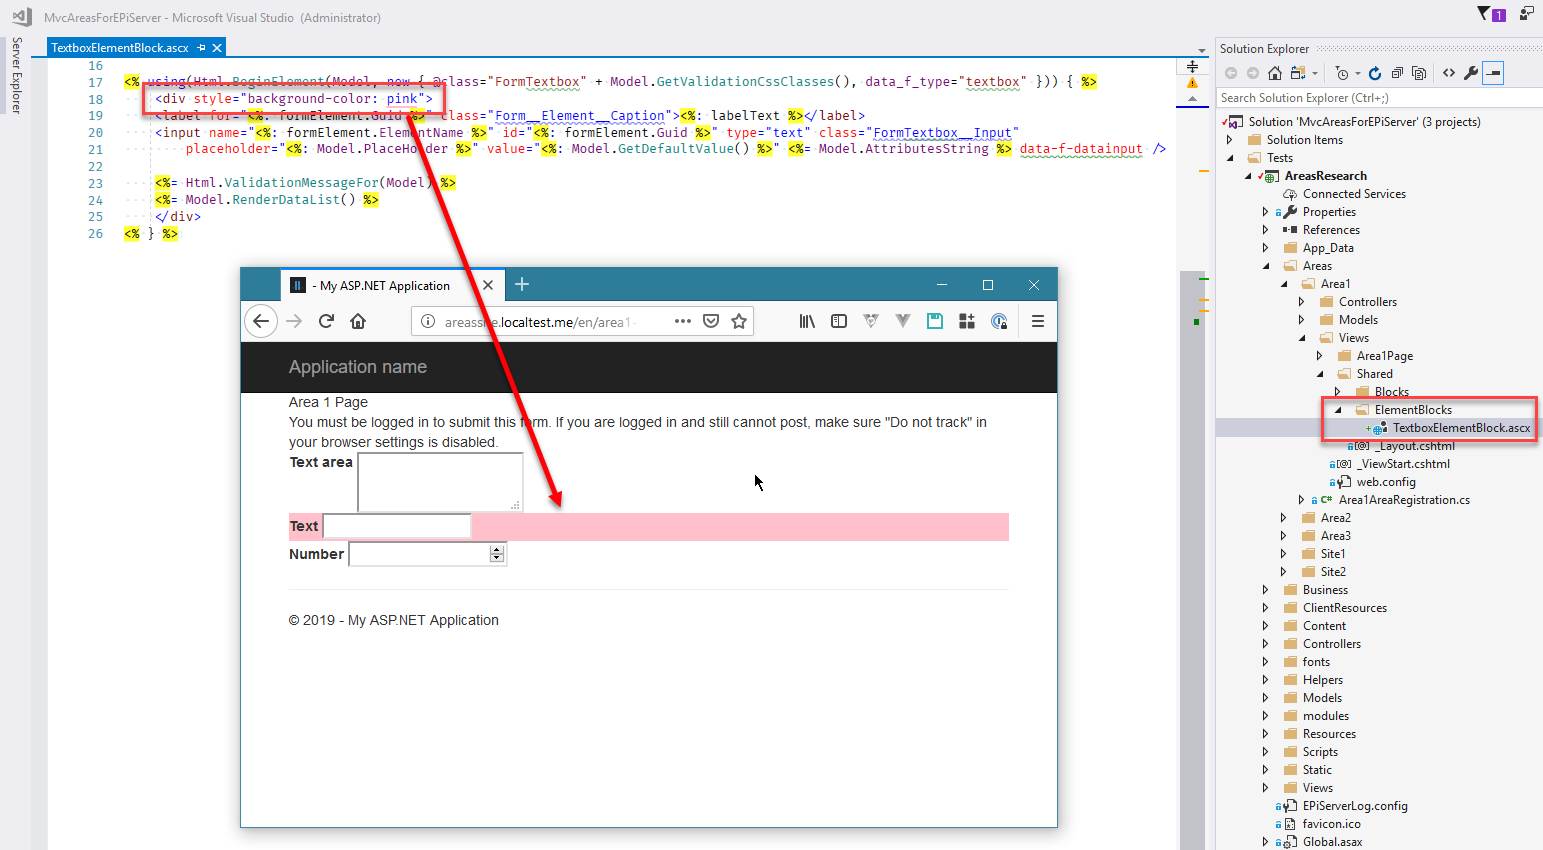 MvcAreasForEPiServer - Microsoft Visual Studio (Administrator)
1
Server Explorer
TextboxElementBlock.ascx
16
17 <% using(Html.BeginElement(Model, new { @class="FormTextbox" + Model.GetValidationCssClasses(), data_f_type="textbox" })) { %>
18 <div style="background-color: pink">
19 <label for="<%: formElement.Guid %>" class="Form__Element__Caption"><%: labelText %></label>
20 <input name="<%: formElement.ElementName %>" id="<%: formElement.Guid %>" type="text" class="FormTextbox__Input"
21 placeholder="<%: Model.PlaceHolder %>" value="<%: Model.GetDefaultValue() %>" <%= Model.AttributesString %> data-f-datainput />
22
23 <%= Html.ValidationMessageFor(Model) %>
24 <%= Model.RenderDataList() %>
25 </div>
26 <% } %>
- My ASP.NET Application
areassite.localtest.me/en/area1-
Application name
Area 1 Page
You must be logged in to submit this form. If you are logged in and still cannot post, make sure "Do not track" in
your browser settings is disabled.
Text area
Text
Number
© 2019 - My ASP.NET Application
Solution Explorer
Search Solution Explorer (Ctrl+;)
Solution 'MvcAreasForEPiServer' (3 projects)
Solution Items
Tests
AreasResearch
Connected Services
Properties
References
App_Data
Areas
Area1
Controllers
Models
Views
Area1Page
Shared
Blocks
ElementBlocks
TextboxElementBlock.ascx
_Layout.cshtml
_ViewStart.cshtml
web.config
Area1AreaRegistration.cs
Area2
Area3
Site1
Site2
Business
ClientResources
Content
Controllers
fonts
Helpers
Models
modules
Resources
Scripts
Static
Views
EPiServerLog.config
favicon.ico
Global.asax